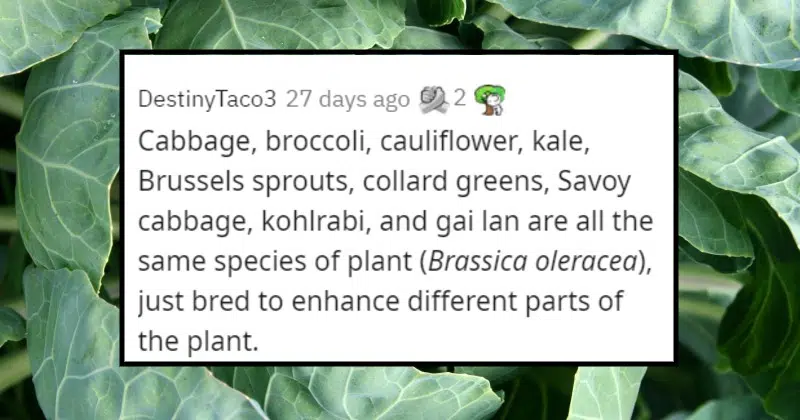 DestinyTaco3 27 days ago 2
Cabbage, broccoli, cauliflower, kale,
Brussels sprouts, collard greens, Savoy
cabbage, kohlrabi, and gai lan are all the
same species of plant (Brassica oleracea),
just bred to enhance different parts of
the plant.